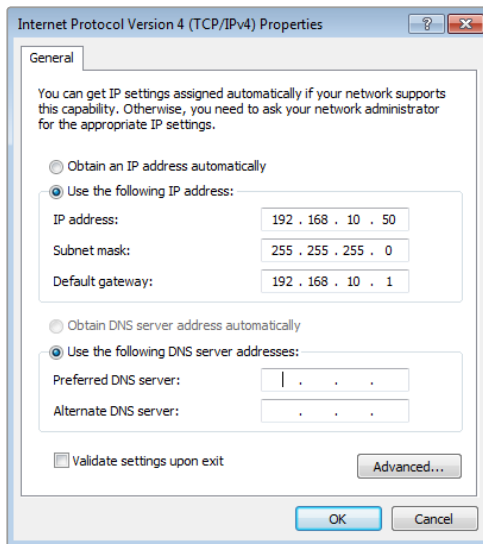 Internet Protocol Version 4 (TCP/IPv4) Properties
General
You can get IP settings assigned automatically if your network supports
this capability. Otherwise, you need to ask your network administrator
for the appropriate IP settings.
Obtain an IP address automatically
Use the following IP address:
IP address: 192 . 168 . 10 . 50
Subnet mask: 255 . 255 . 255 . 0
Default gateway: 192 . 168 . 10 . 1
Obtain DNS server address automatically
Use the following DNS server addresses:
Preferred DNS server: . . .
Alternate DNS server: . . .
Validate settings upon exit
Advanced...
OK Cancel